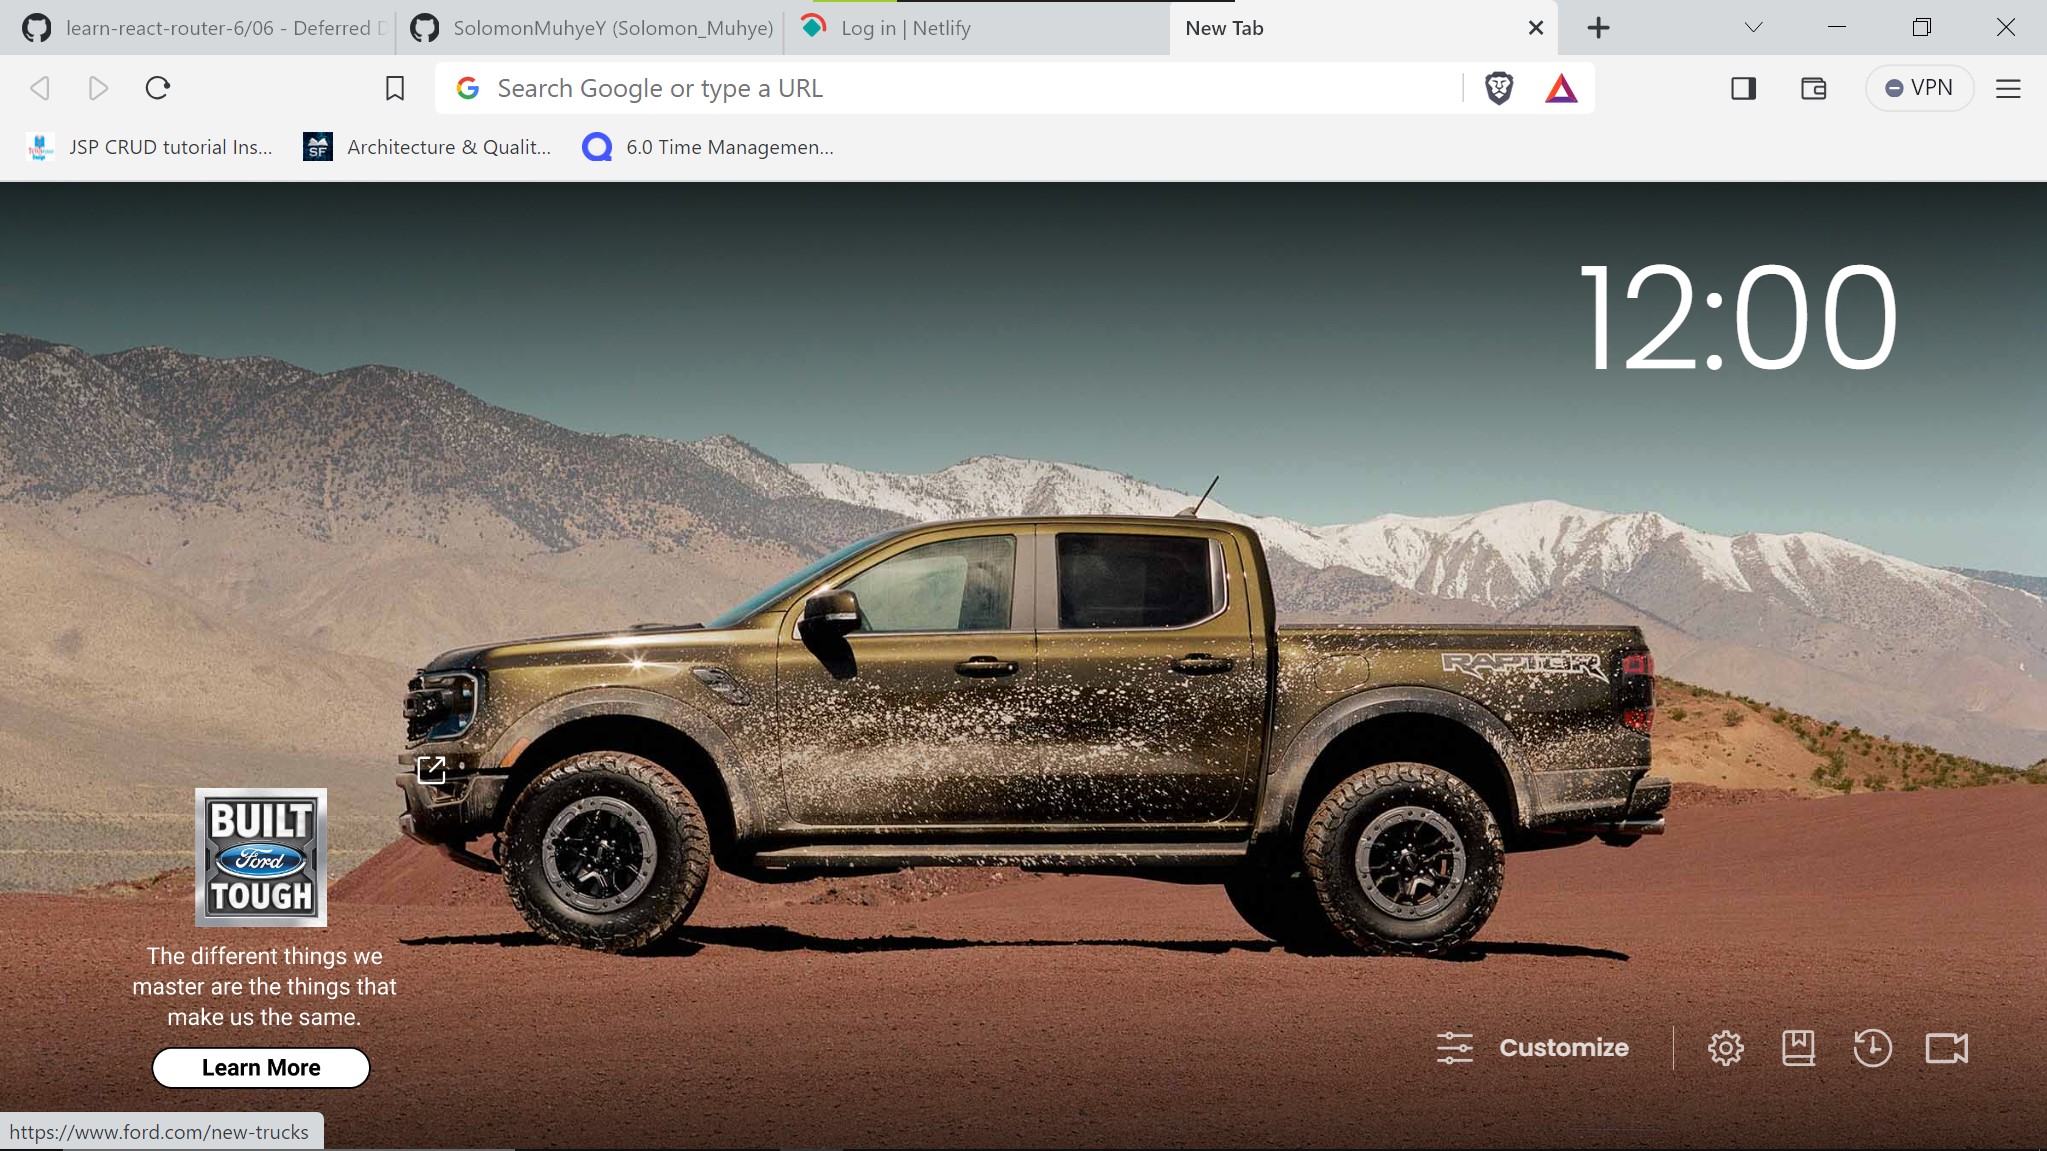 learn-react-router-6/06 - Deferred D
SolomonMuhyeY (Solomon_Muhye)
Log in | Netlify
New Tab
Search Google or type a URL
VPN
JSP CRUD tutorial Ins...
SF
Architecture & Qualit...
6.0 Time Managemen...
12:00
RAPTOR
BUILT
Ford
TOUGH
The different things we
master are the things that
make us the same.
Learn More
Customize
https://www.ford.com/new-trucks